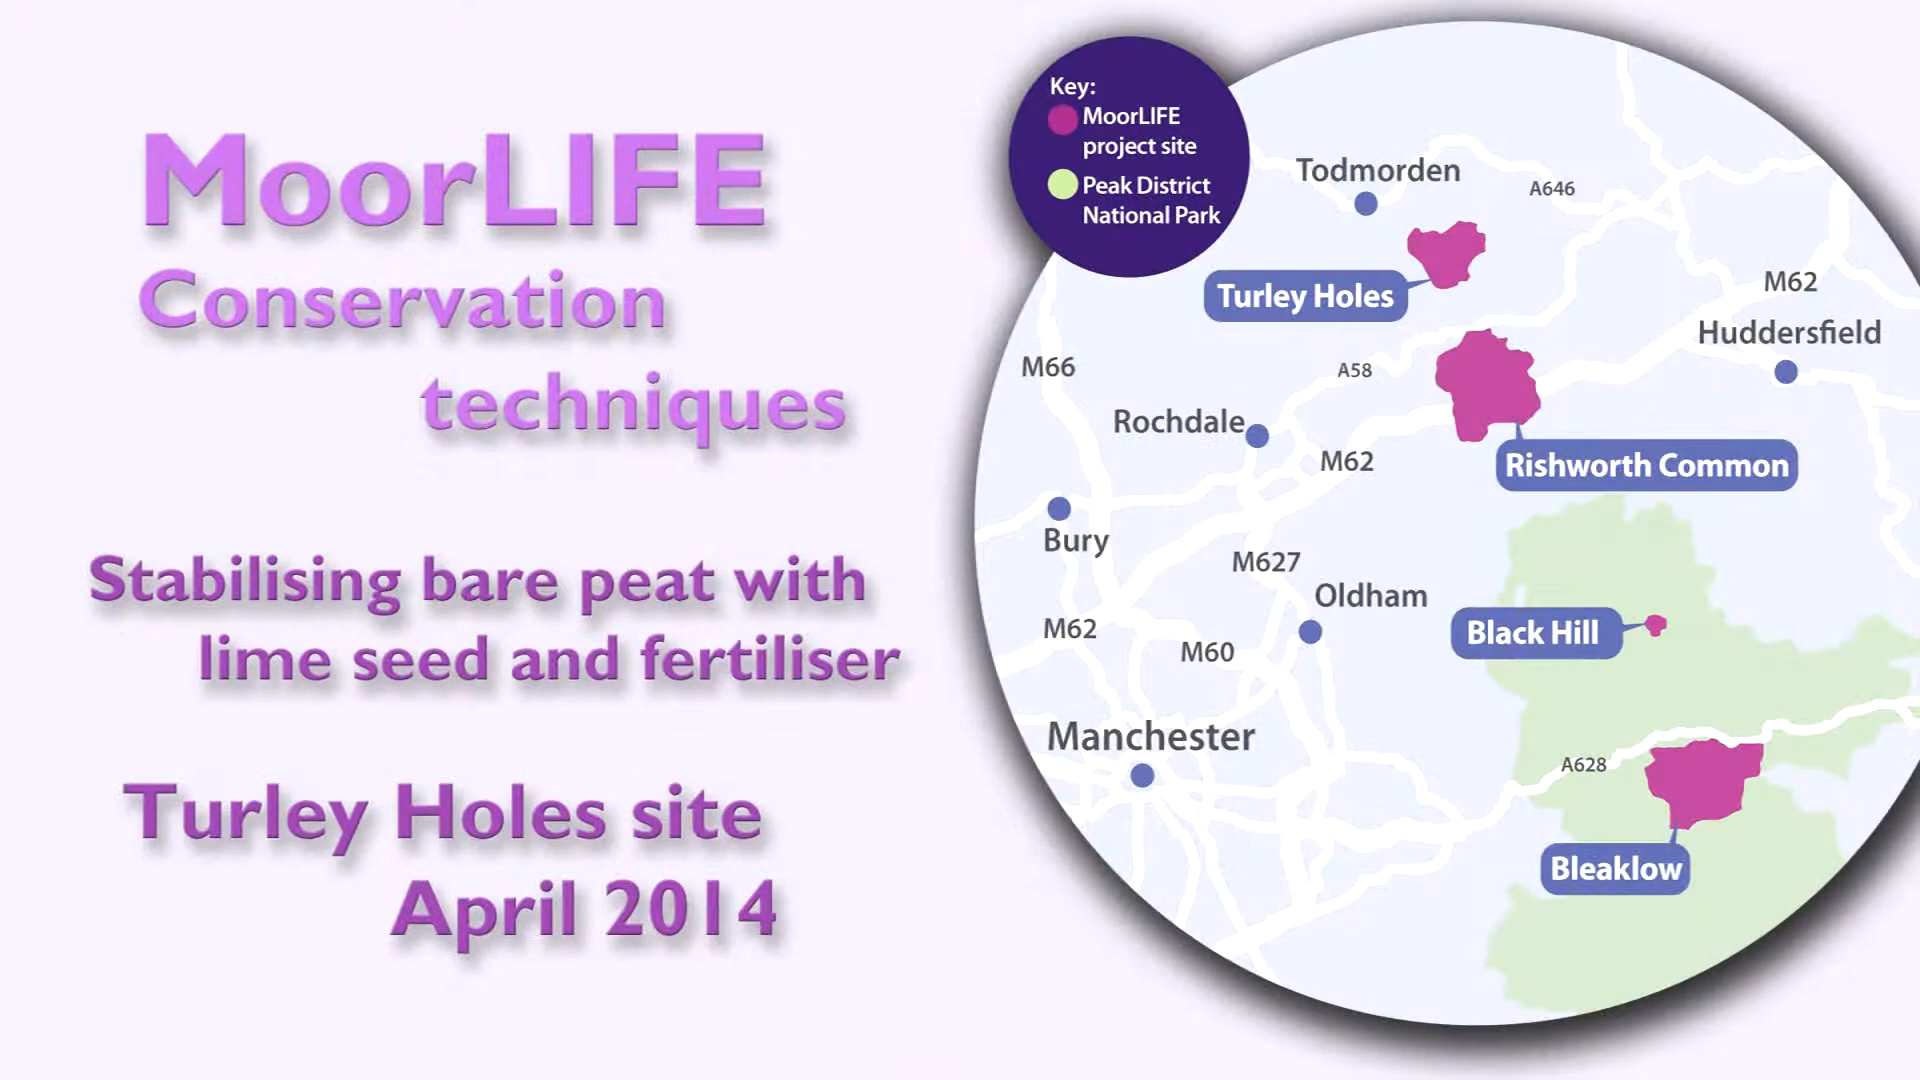 MoorLIFE
Conservation
techniques
Stabilising bare peat with
lime seed and fertiliser
Turley Holes site
April 2014
Key:
MoorLIFE
project site
Peak District
National Park
Todmorden
A646
Turley Holes
M62
Huddersfield
M66
A58
Rochdale
M62
Rishworth Common
Bury
M627
Oldham
M62
M60
Black Hill
Manchester
A628
Bleaklow